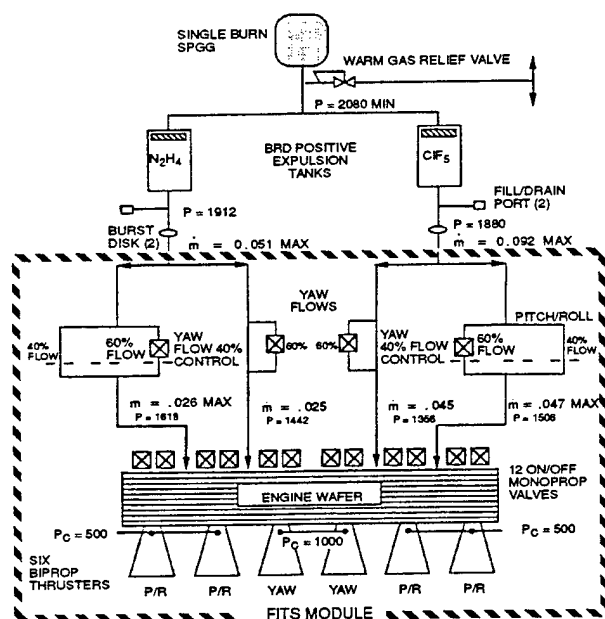 SINGLE BURN
SPGG
WARM GAS RELIEF VALVE
P = 2080 MIN
N₂H₄
BRD POSITIVE
EXPULSION
TANKS
ClF₅
FILL/DRAIN
PORT (2)
P = 1912
P = 1880
BURST
DISK (2)
ṁ = 0.051 MAX
ṁ = 0.092 MAX
YAW
FLOWS
PITCH/ROLL
40%
FLOW
60%
FLOW
YAW
FLOW 40%
CONTROL
60%
60%
YAW
40% FLOW
CONTROL
60%
FLOW
40%
FLOW
ṁ = .026 MAX
P = 1618
ṁ = .025
P = 1442
ṁ = .045
P = 1356
ṁ = .047 MAX
P = 1506
12 ON/OFF
MONOPROP
VALVES
ENGINE WAFER
P_C = 500
P_C = 1000
P_C = 500
SIX
BIPROP
THRUSTERS
P/R
P/R
YAW
YAW
P/R
P/R
FITS MODULE